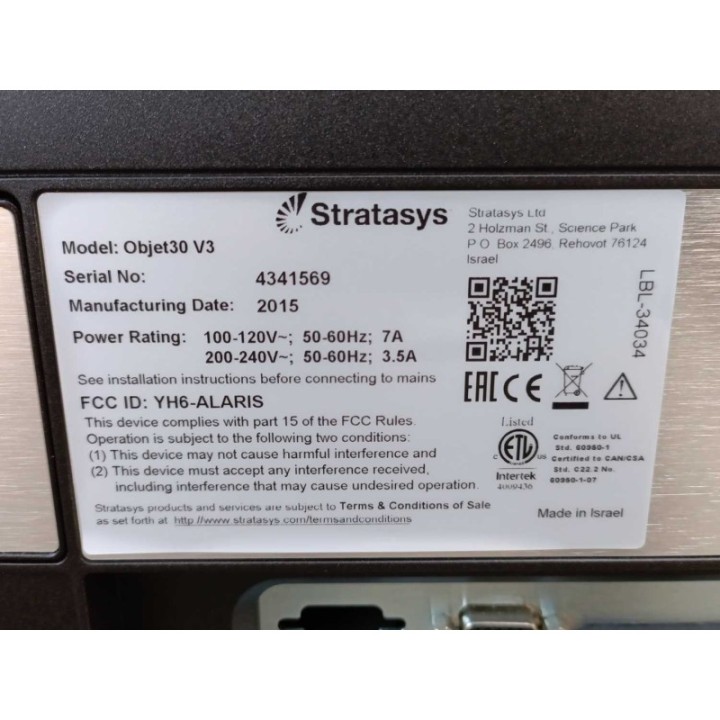 Stratasys
Stratasys Ltd
2 Holzman St., Science Park
P.O. Box 2496, Rehovot 76124
Israel
Model: Objet30 V3
Serial No: 4341569
Manufacturing Date: 2015
Power Rating: 100-120V~; 50-60Hz; 7A
200-240V~; 50-60Hz; 3.5A
See installation instructions before connecting to mains
LBL-34034
EAC CE
FCC ID: YH6-ALARIS
This device complies with part 15 of the FCC Rules.
Operation is subject to the following two conditions:
(1) This device may not cause harmful interference and
(2) This device must accept any interference received,
including interference that may cause undesired operation.
Listed
C ETL US
Intertek
4009436
Conforms to UL
Std. 60950-1
Certified to CAN/CSA
Std. C22.2 No.
60950-1-07
Stratasys products and services are subject to Terms & Conditions of Sale
as set forth at http://www.stratasys.com/termsandconditions
Made in Israel